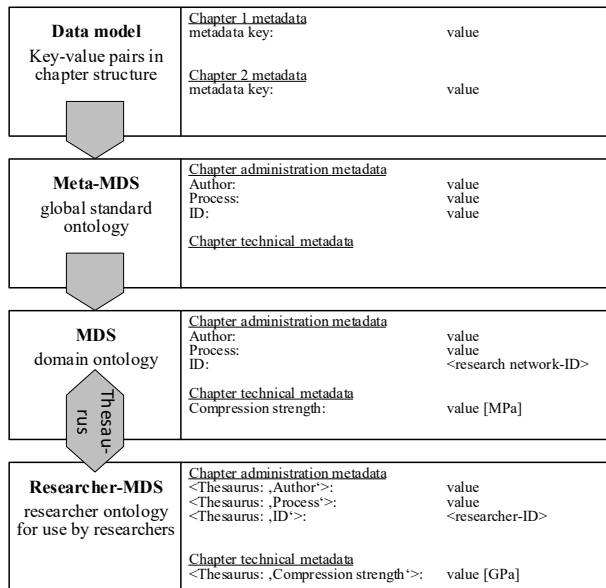 Data model
Key-value pairs in
chapter structure
Chapter 1 metadata
metadata key: value
Chapter 2 metadata
metadata key: value
Meta-MDS
global standard
ontology
Chapter administration metadata
Author: value
Process: value
ID: value
Chapter technical metadata
MDS
domain ontology
Chapter administration metadata
Author: value
Process: value
ID: <research network-ID>
Chapter technical metadata
Compression strength: value [MPa]
Thesau-
rus
Researcher-MDS
researcher ontology
for use by researchers
Chapter administration metadata
<Thesaurus: ‚Author‘>: value
<Thesaurus: ‚Process‘>: value
<Thesaurus: ‚ID‘>: <researcher-ID>
Chapter technical metadata
<Thesaurus: ‚Compression strength‘>: value [GPa]